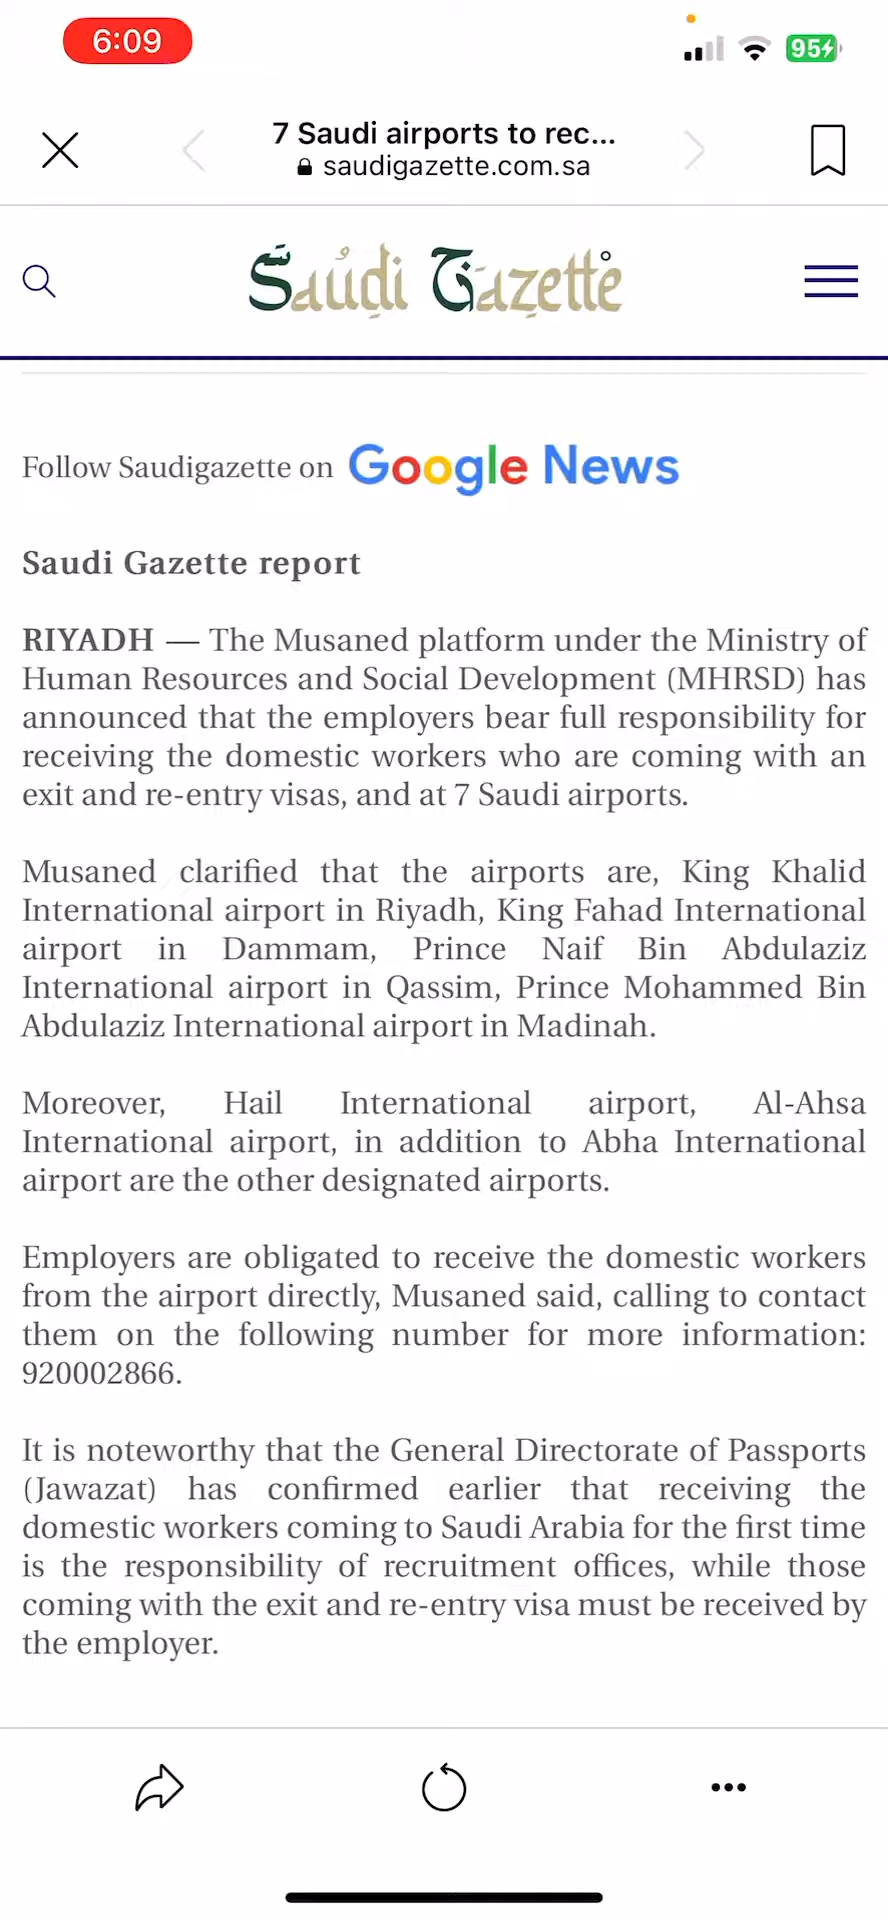 6:09
95
7 Saudi airports to rec...
saudigazette.com.sa
Saudi Gazette
Follow Saudigazette on Google News
Saudi Gazette report
RIYADH — The Musaned platform under the Ministry of
Human Resources and Social Development (MHRSD) has
announced that the employers bear full responsibility for
receiving the domestic workers who are coming with an
exit and re-entry visas, and at 7 Saudi airports.
Musaned clarified that the airports are, King Khalid
International airport in Riyadh, King Fahad International
airport in Dammam, Prince Naif Bin Abdulaziz
International airport in Qassim, Prince Mohammed Bin
Abdulaziz International airport in Madinah.
Moreover, Hail International airport, Al-Ahsa
International airport, in addition to Abha International
airport are the other designated airports.
Employers are obligated to receive the domestic workers
from the airport directly, Musaned said, calling to contact
them on the following number for more information:
920002866.
It is noteworthy that the General Directorate of Passports
(Jawazat) has confirmed earlier that receiving the
domestic workers coming to Saudi Arabia for the first time
is the responsibility of recruitment offices, while those
coming with the exit and re-entry visa must be received by
the employer.